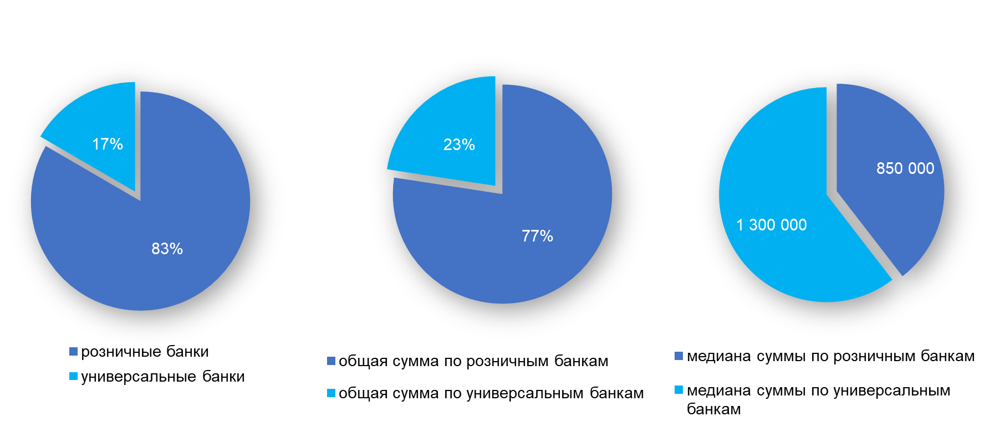 17%
83%
розничные банки
универсальные банки
23%
77%
общая сумма по розничным банкам
общая сумма по универсальным банкам
850 000
1 300 000
медиана суммы по розничным банкам
медиана суммы по универсальным
банкам